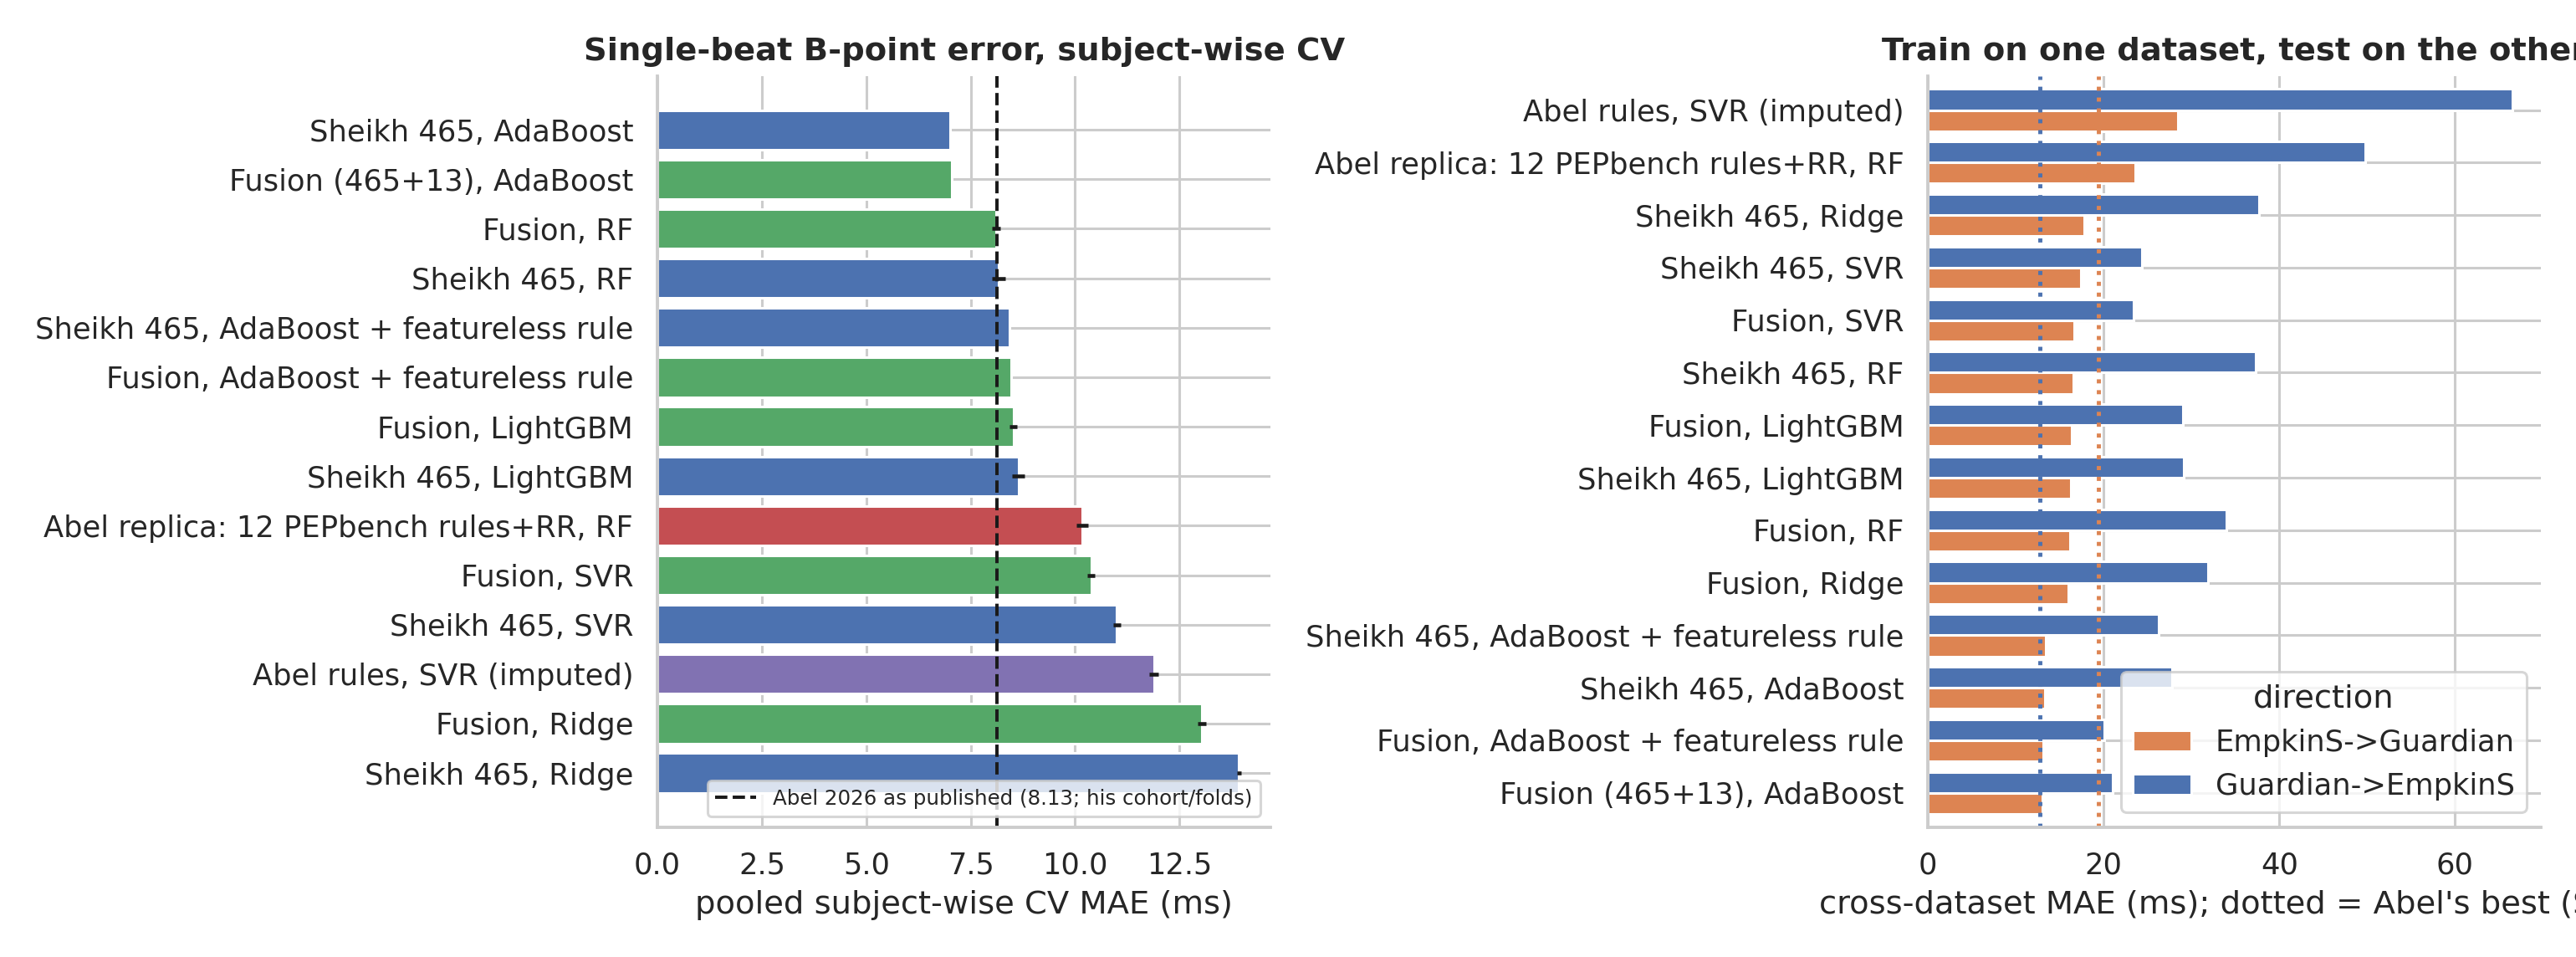 Single-beat B-point error, subject-wise CV
Sheikh 465, AdaBoost
Fusion (465+13), AdaBoost
Fusion, RF
Sheikh 465, RF
Sheikh 465, AdaBoost + featureless rule
Fusion, AdaBoost + featureless rule
Fusion, LightGBM
Sheikh 465, LightGBM
Abel replica: 12 PEPbench rules+RR, RF
Fusion, SVR
Sheikh 465, SVR
Abel rules, SVR (imputed)
Fusion, Ridge
Sheikh 465, Ridge
Abel 2026 as published (8.13; his cohort/folds)
0.0 2.5 5.0 7.5 10.0 12.5
pooled subject-wise CV MAE (ms)
Train on one dataset, test on the other
Abel rules, SVR (imputed)
Abel replica: 12 PEPbench rules+RR, RF
Sheikh 465, Ridge
Sheikh 465, SVR
Fusion, SVR
Sheikh 465, RF
Fusion, LightGBM
Sheikh 465, LightGBM
Fusion, RF
Fusion, Ridge
Sheikh 465, AdaBoost + featureless rule
Sheikh 465, AdaBoost
Fusion, AdaBoost + featureless rule
Fusion (465+13), AdaBoost
direction
EmpkinS->Guardian
Guardian->EmpkinS
0 20 40 60
cross-dataset MAE (ms); dotted = Abel's best (